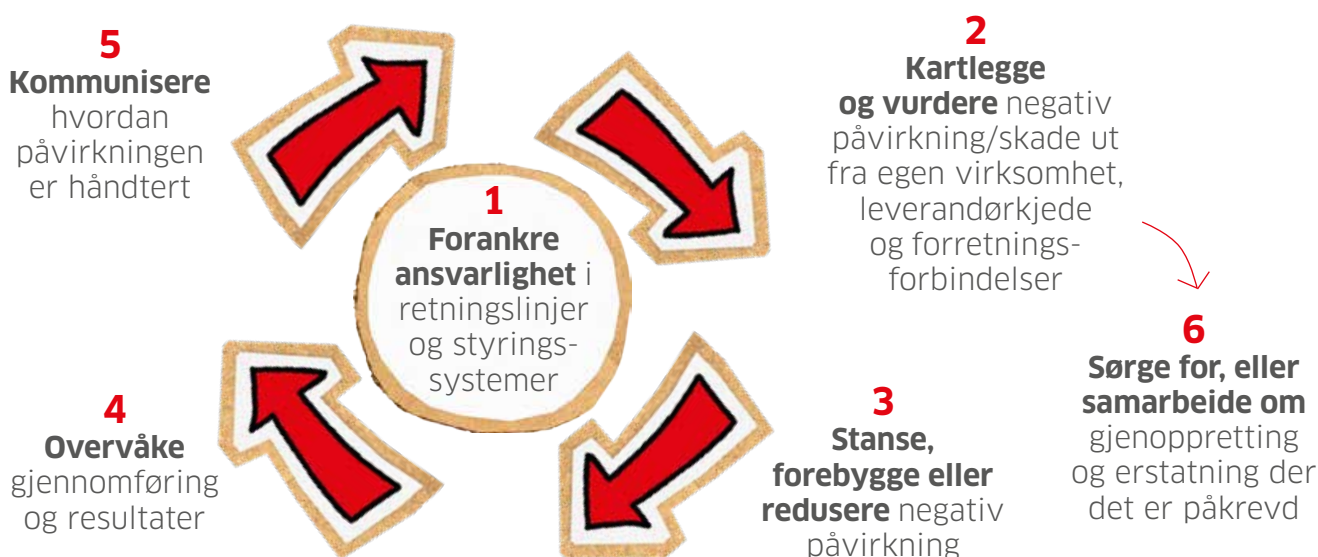 1
Forankre
ansvarlighet i
retningslinjer
og styrings-
systemer
2
Kartlegge
og vurdere negativ
påvirkning/skade ut
fra egen virksomhet,
leverandørkjede
og forretnings-
forbindelser
3
Stanse,
forebygge eller
redusere negativ
påvirkning
4
Overvåke
gjennomføring
og resultater
5
Kommunisere
hvordan
påvirkningen
er håndtert
6
Sørge for, eller
samarbeide om
gjenoppretting
og erstatning der
det er påkrevd